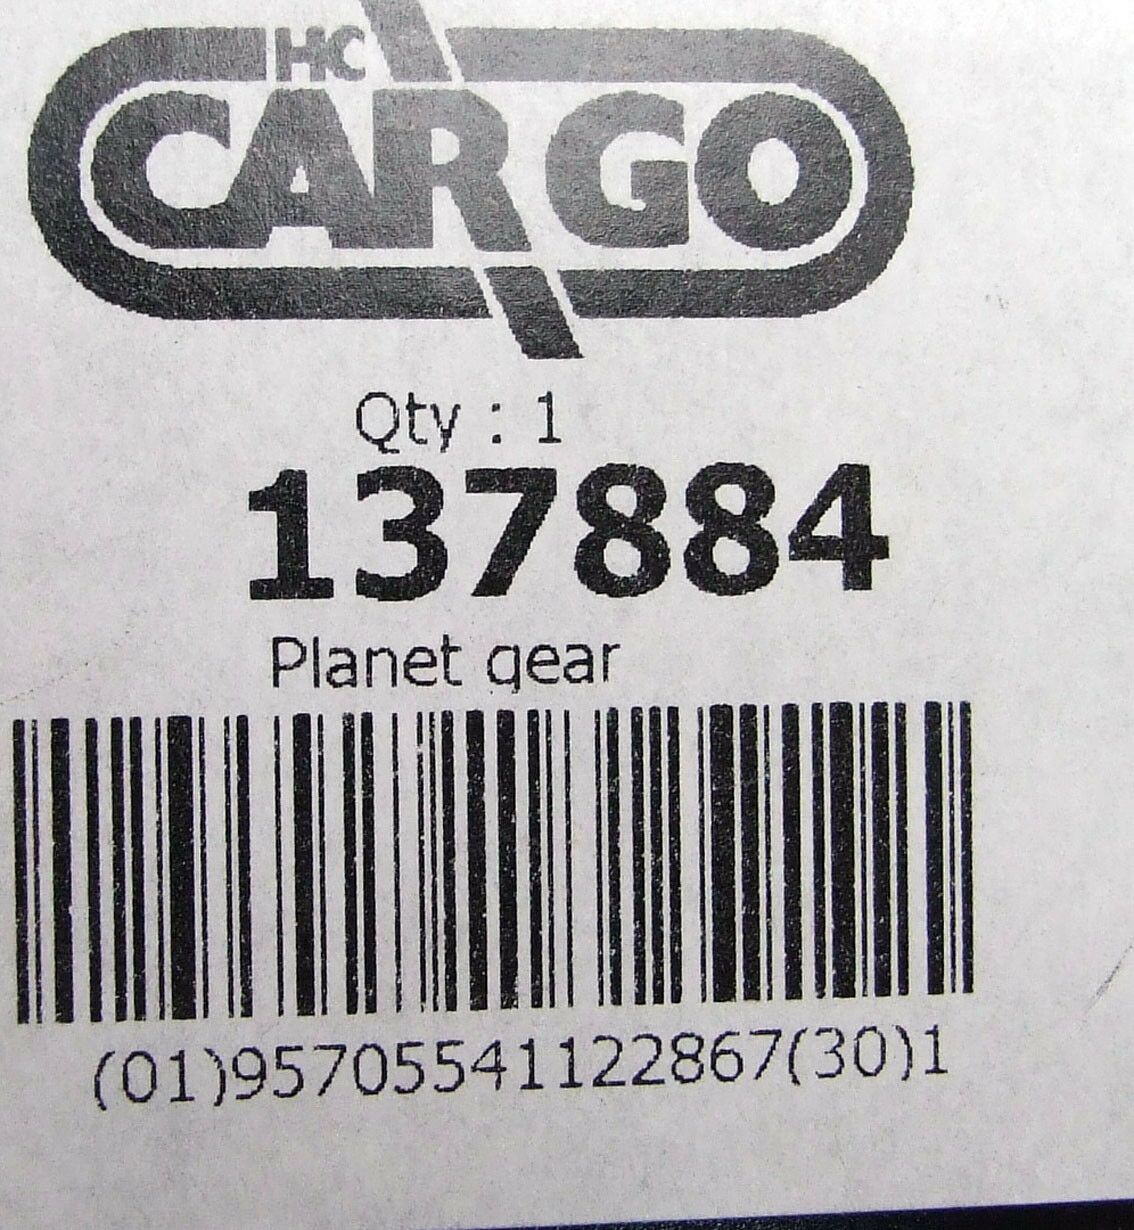 HC
CARGO
Qty : 1
137884
Planet gear
(01)95705541122867(30)1